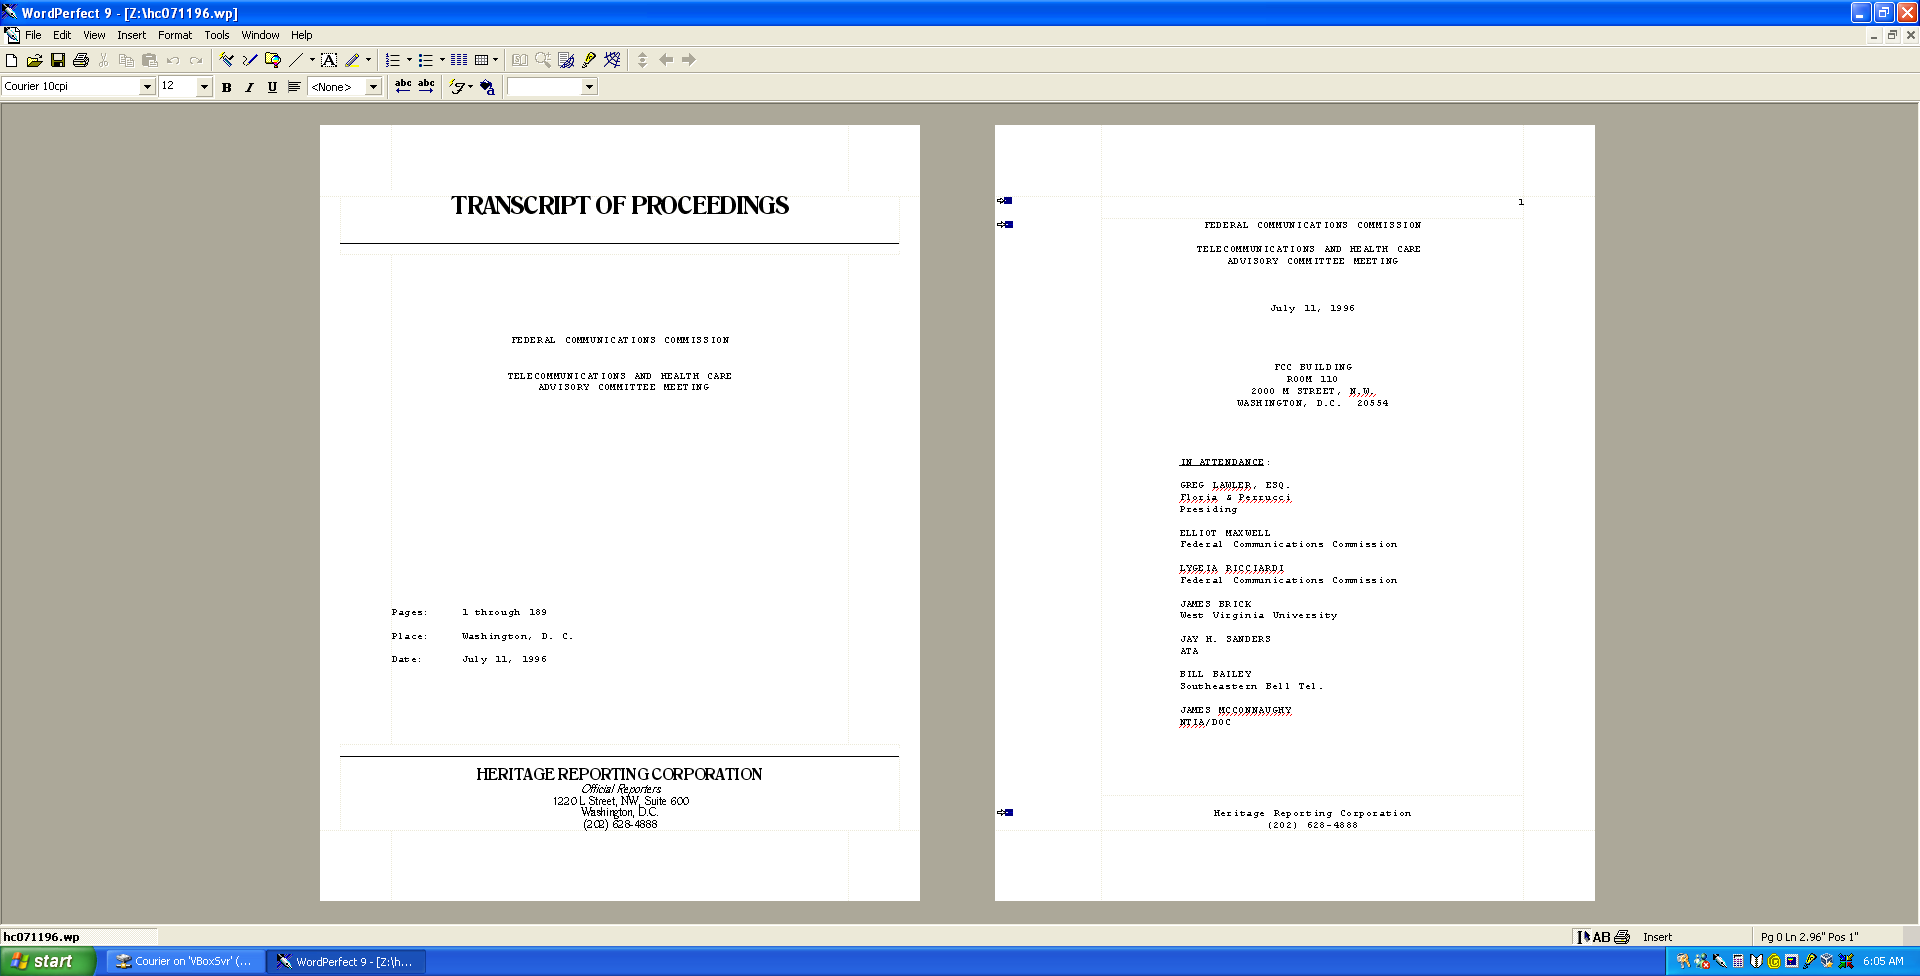 WordPerfect 9 - [Z:\hc071196.wp]
File Edit View Insert Format Tools Window Help
Courier 10cpi 12 B I U <None> abc abc
TRANSCRIPT OF PROCEEDINGS
FEDERAL COMMUNICATIONS COMMISSION
TELECOMMUNICATIONS AND HEALTH CARE
ADVISORY COMMITTEE MEETING
Pages: 1 through 189
Place: Washington, D. C.
Date: July 11, 1996
HERITAGE REPORTING CORPORATION
Official Reporters
1220 L Street, NW, Suite 600
Washington, D.C.
(202) 628-4888
1
FEDERAL COMMUNICATIONS COMMISSION
TELECOMMUNICATIONS AND HEALTH CARE
ADVISORY COMMITTEE MEETING
July 11, 1996
FCC BUILDING
ROOM 110
2000 M STREET, N.W.
WASHINGTON, D.C. 20554
IN ATTENDANCE:
GREG LAWLER, ESQ.
Floria & Perrucci
Presiding
ELLIOT MAXWELL
Federal Communications Commission
LYGEIA RICCIARDI
Federal Communications Commission
JAMES BRICK
West Virginia University
JAY H. SANDERS
ATA
BILL BAILEY
Southeastern Bell Tel.
JAMES MCCONNAUGHY
NTIA/DOC
Heritage Reporting Corporation
(202) 628-4888
hc071196.wp AB Insert Pg 0 Ln 2.96" Pos 1"
start Courier on 'VBoxSvr' (... WordPerfect 9 - [Z:\h... 6:05 AM